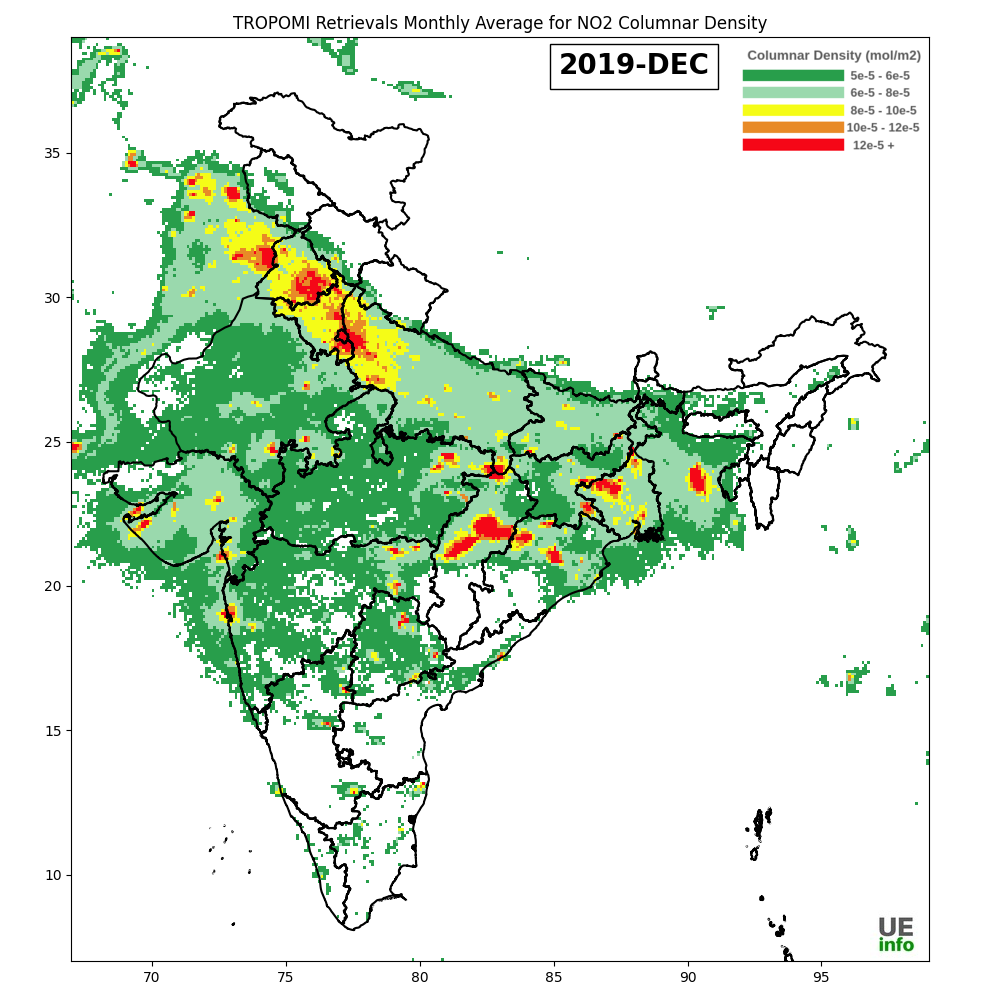 TROPOMI Retrievals Monthly Average for NO2 Columnar Density
2019-DEC
Columnar Density (mol/m2)
5e-5 - 6e-5
6e-5 - 8e-5
8e-5 - 10e-5
10e-5 - 12e-5
12e-5 +
35
30
25
20
15
10
70 75 80 85 90 95
UE
info